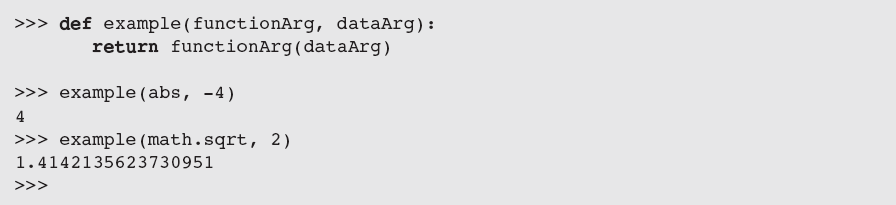 >>> def example(functionArg, dataArg):
       return functionArg(dataArg)
>>> example(abs, -4)
4
>>> example(math.sqrt, 2)
1.4142135623730951
>>>